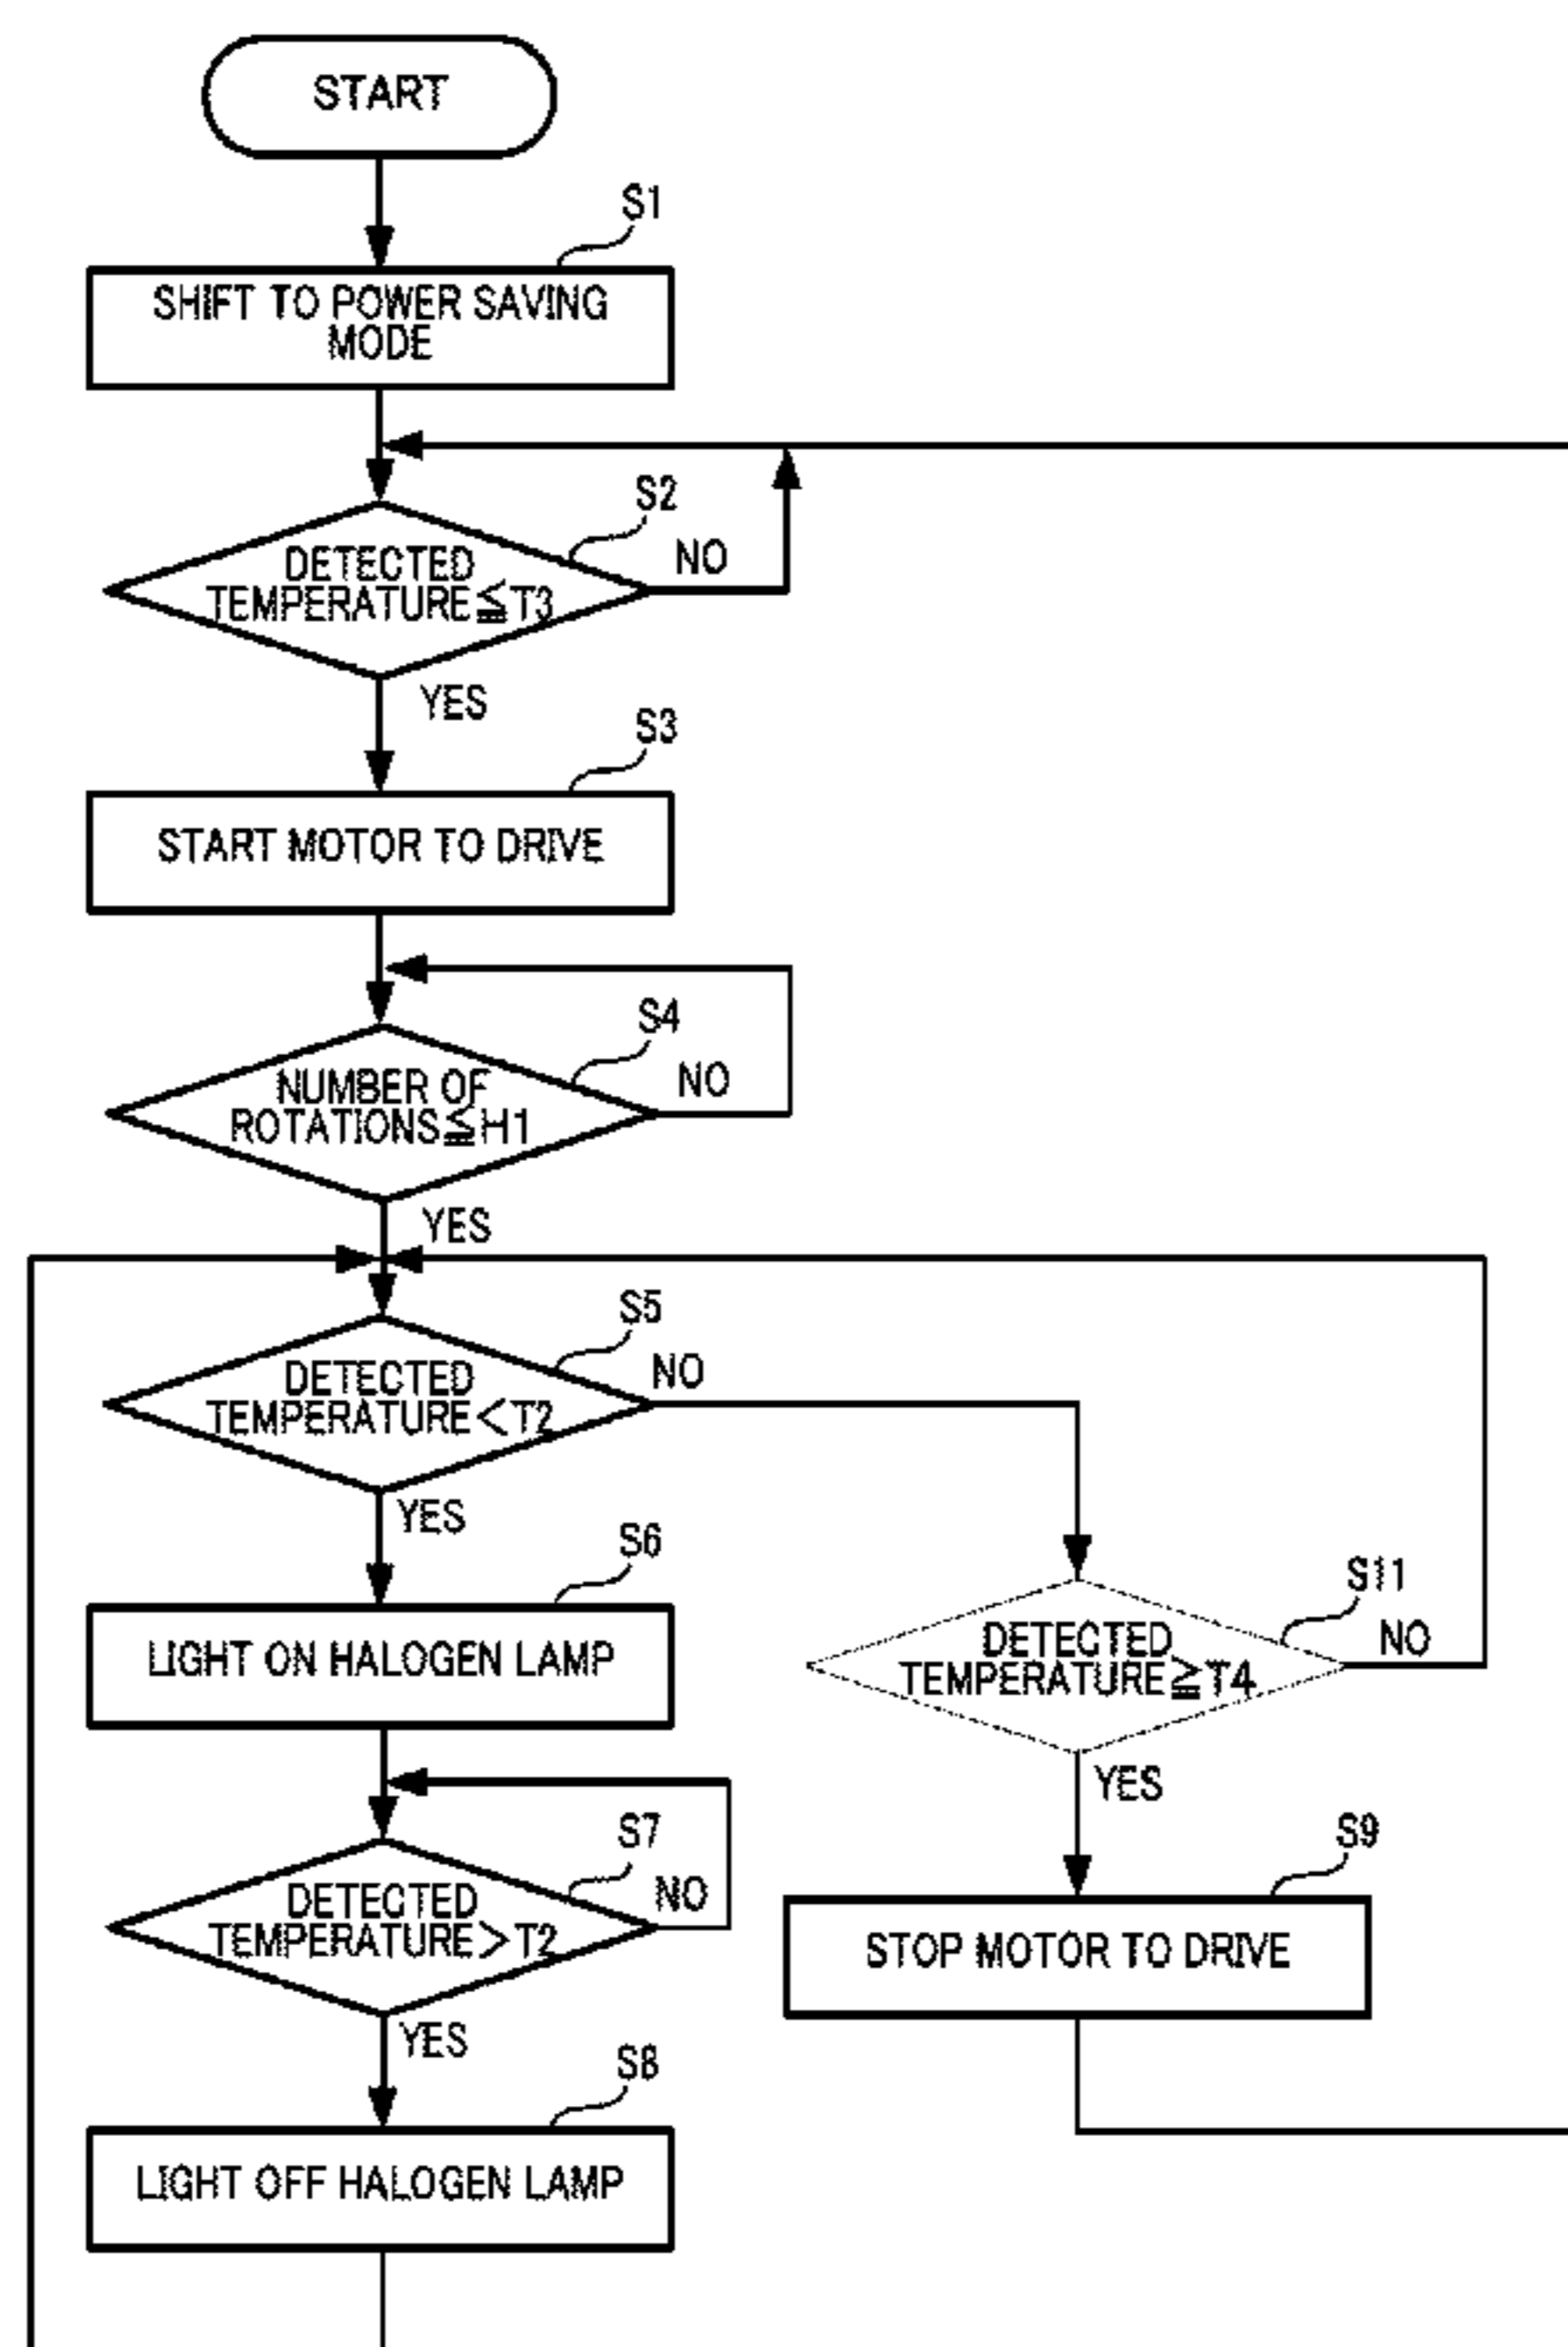 START
S1
SHIFT TO POWER SAVING
MODE
S2
DETECTED
TEMPERATURE≦T3
NO
YES
S3
START MOTOR TO DRIVE
S4
NUMBER OF
ROTATIONS≦H1
NO
YES
S5
DETECTED
TEMPERATURE<T2
NO
YES
S6
LIGHT ON HALOGEN LAMP
S11
DETECTED
TEMPERATURE≧T4
NO
YES
S7
DETECTED
TEMPERATURE>T2
NO
YES
S9
STOP MOTOR TO DRIVE
S8
LIGHT OFF HALOGEN LAMP